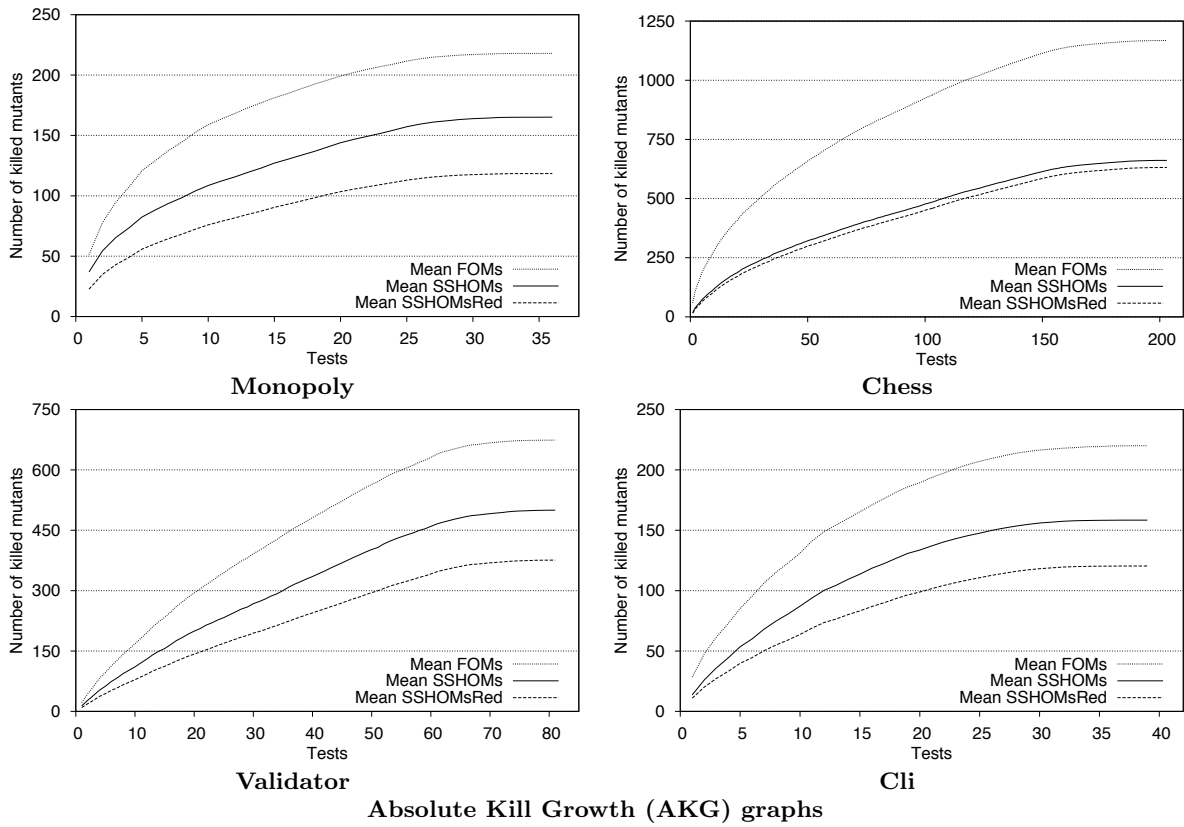 250
200
150
100
50
0
Number of killed mutants
Mean FOMs
Mean SSHOMs
Mean SSHOMsRed
0 5 10 15 20 25 30 35
Tests
Monopoly
1250
1000
750
500
250
0
Number of killed mutants
Mean FOMs
Mean SSHOMs
Mean SSHOMsRed
0 50 100 150 200
Tests
Chess
750
600
450
300
150
0
Number of killed mutants
Mean FOMs
Mean SSHOMs
Mean SSHOMsRed
0 10 20 30 40 50 60 70 80
Tests
Validator
250
200
150
100
50
0
Number of killed mutants
Mean FOMs
Mean SSHOMs
Mean SSHOMsRed
0 5 10 15 20 25 30 35 40
Tests
Cli
Absolute Kill Growth (AKG) graphs